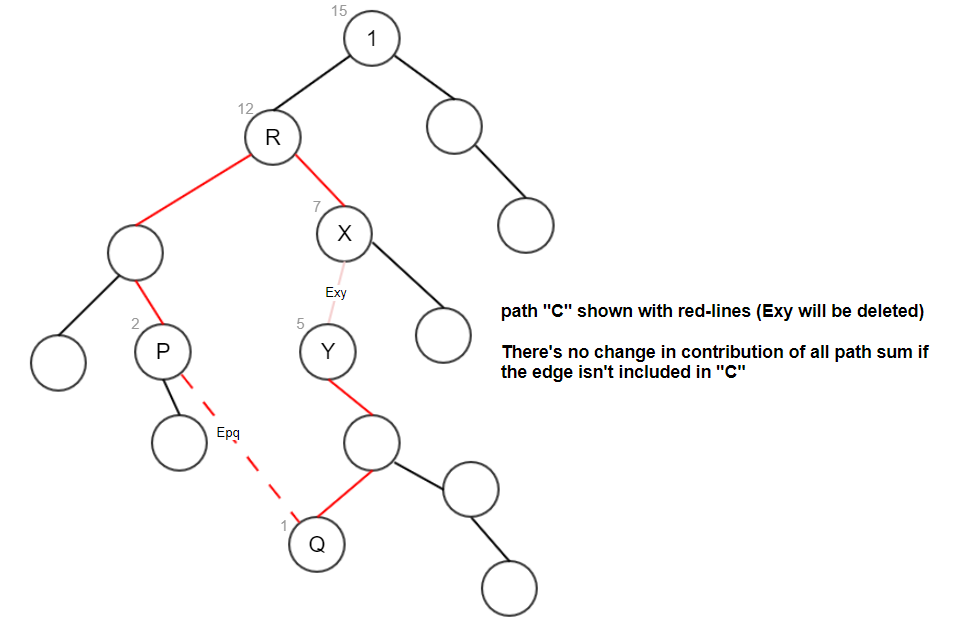 15
1
12
R
7
X
Exy
path "C" shown with red-lines (Exy will be deleted)
2
P
5
Y
There's no change in contribution of all path sum if
the edge isn't included in "C"
Epq
1
Q